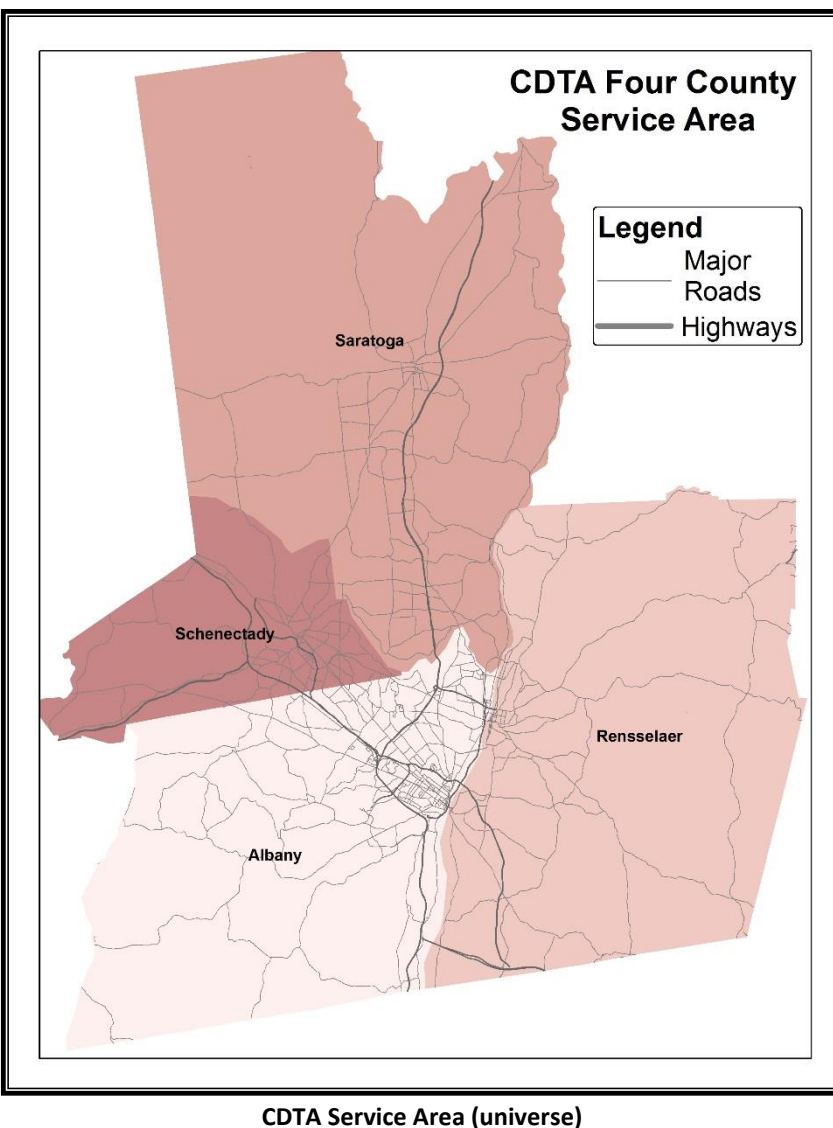 CDTA Four County
Service Area
Legend
Major
Roads
Highways
Saratoga
Schenectady
Rensselaer
Albany
CDTA Service Area (universe)